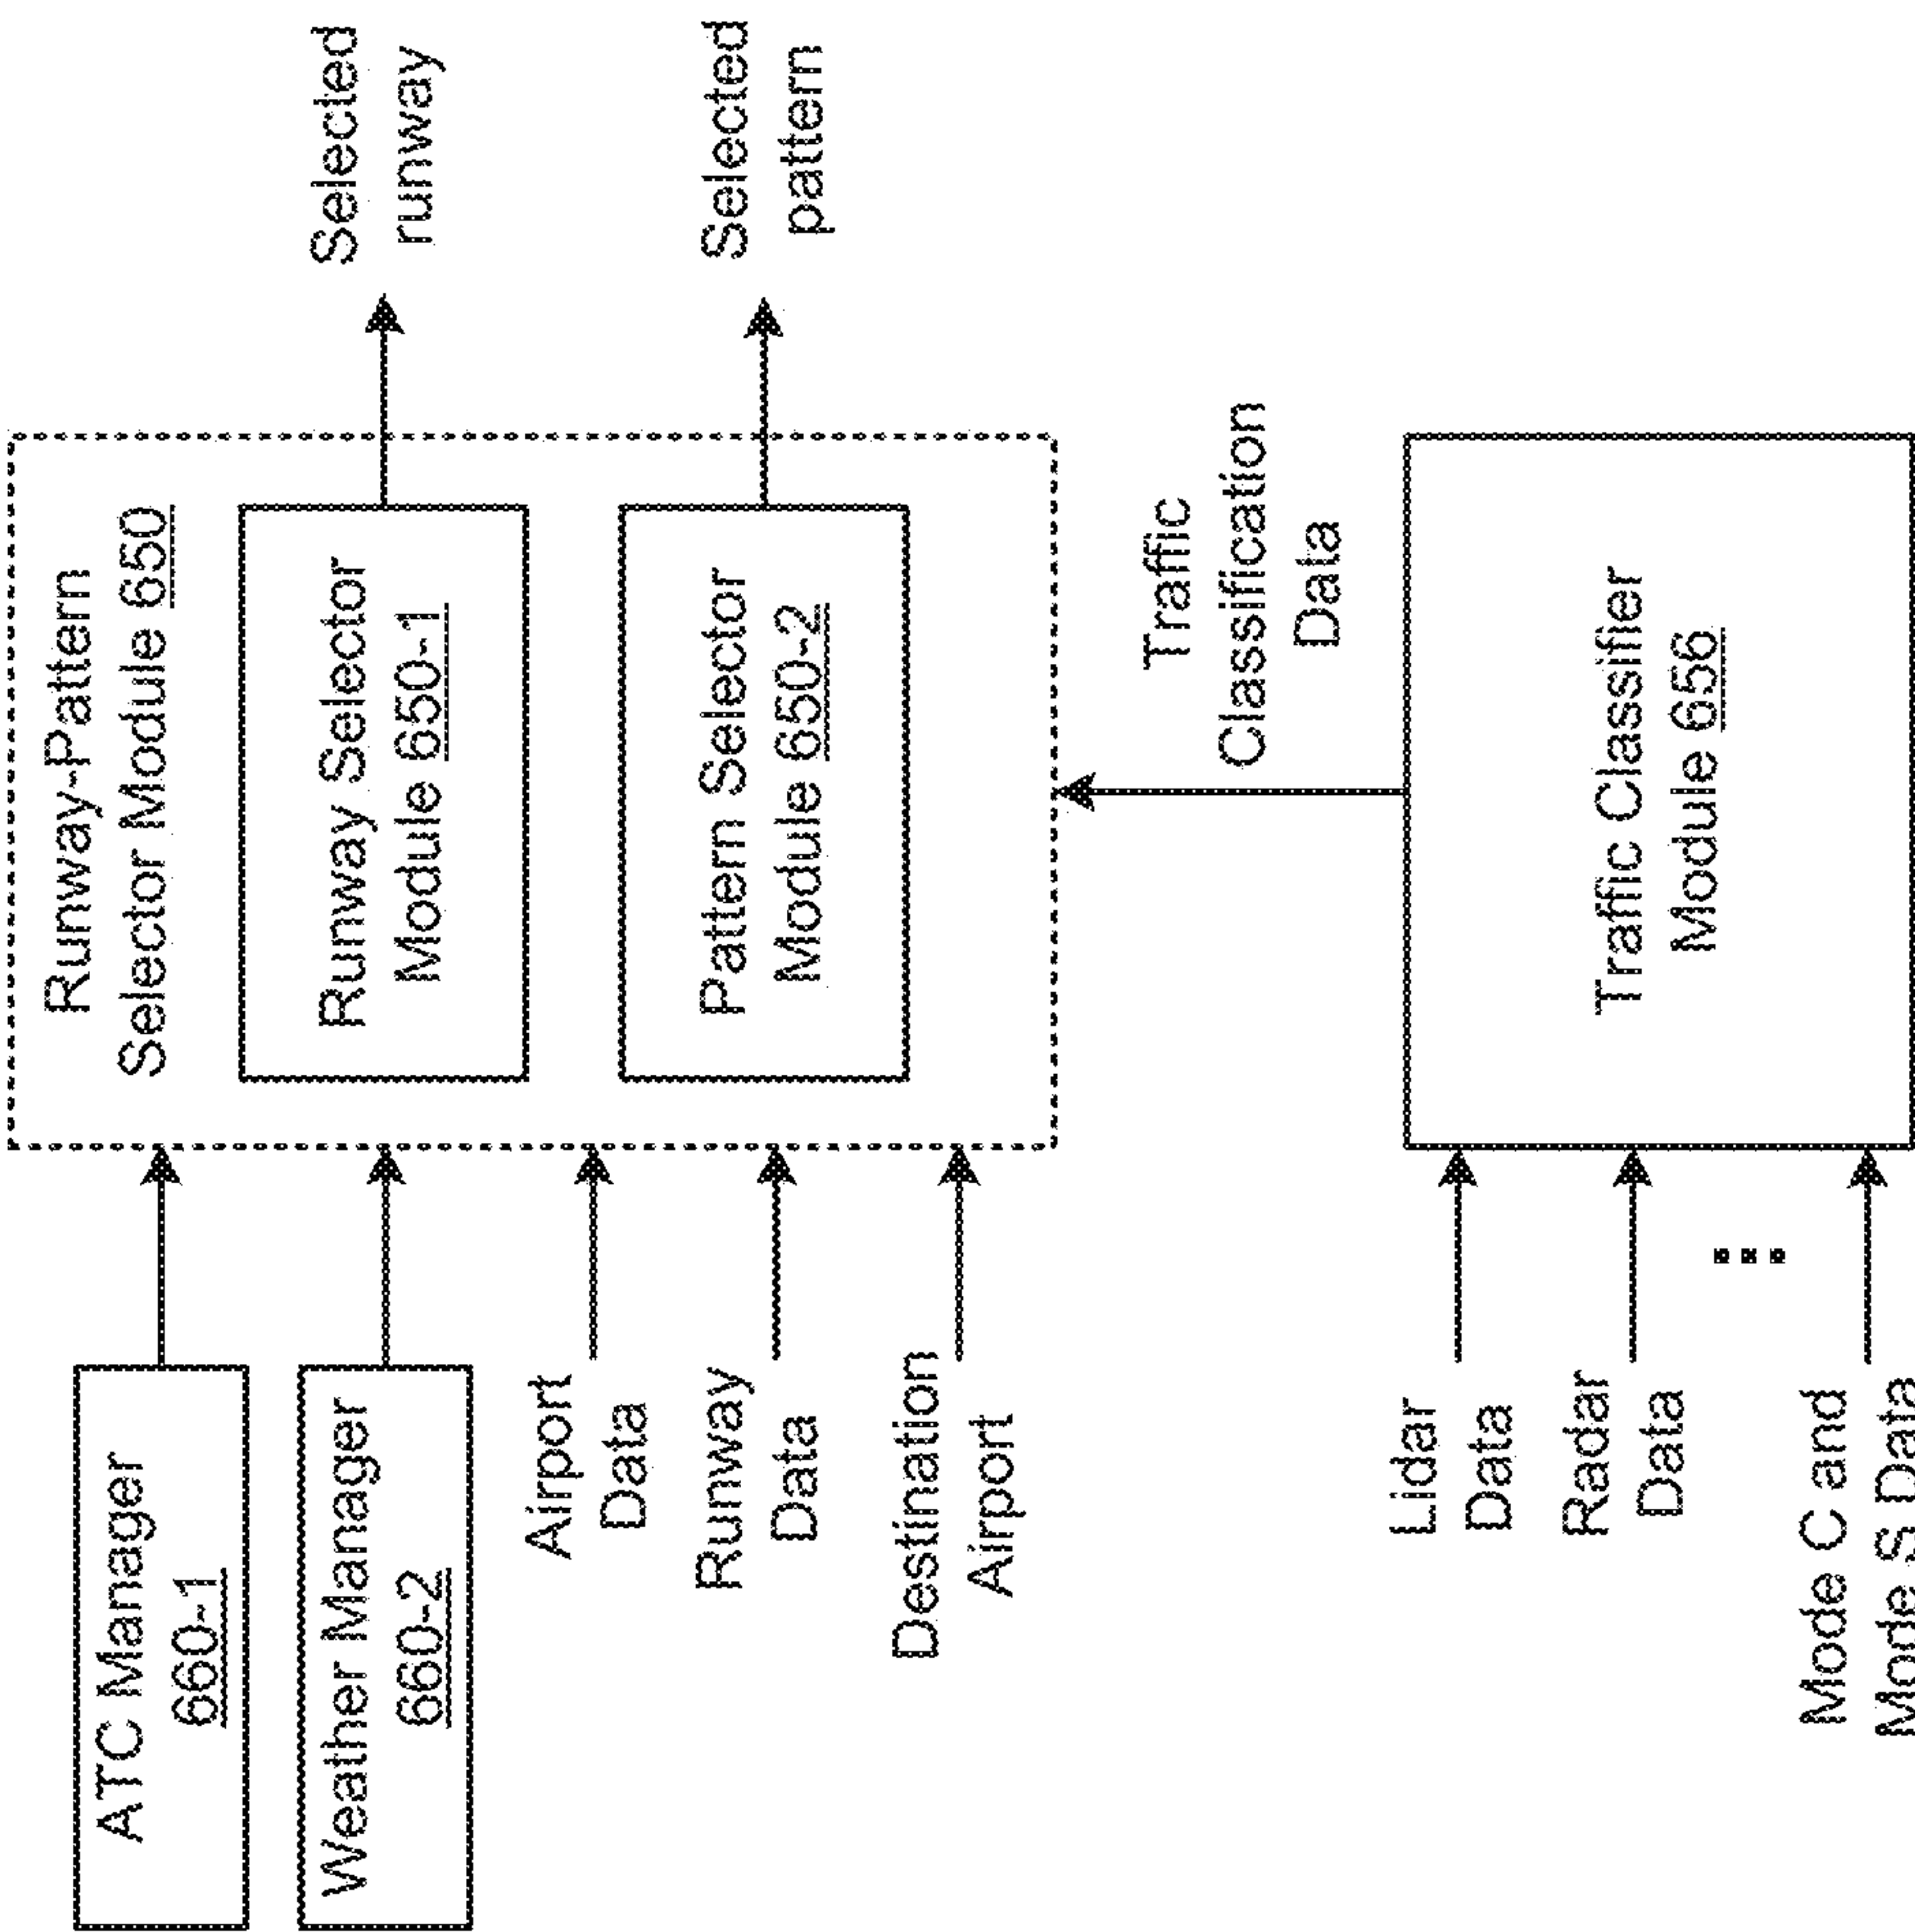 ATC Manager
660-1
Weather Manager
660-2
Airport
Data
Runway
Data
Destination
Airport
Runway-Pattern
Selector Module 650
Runway Selector
Module 650-1
Pattern Selector
Module 650-2
Selected
runway
Selected
pattern
Traffic
Classification
Data
Lidar
Data
Radar
Data
...
Mode C and
Mode S Data
Traffic Classifier
Module 656